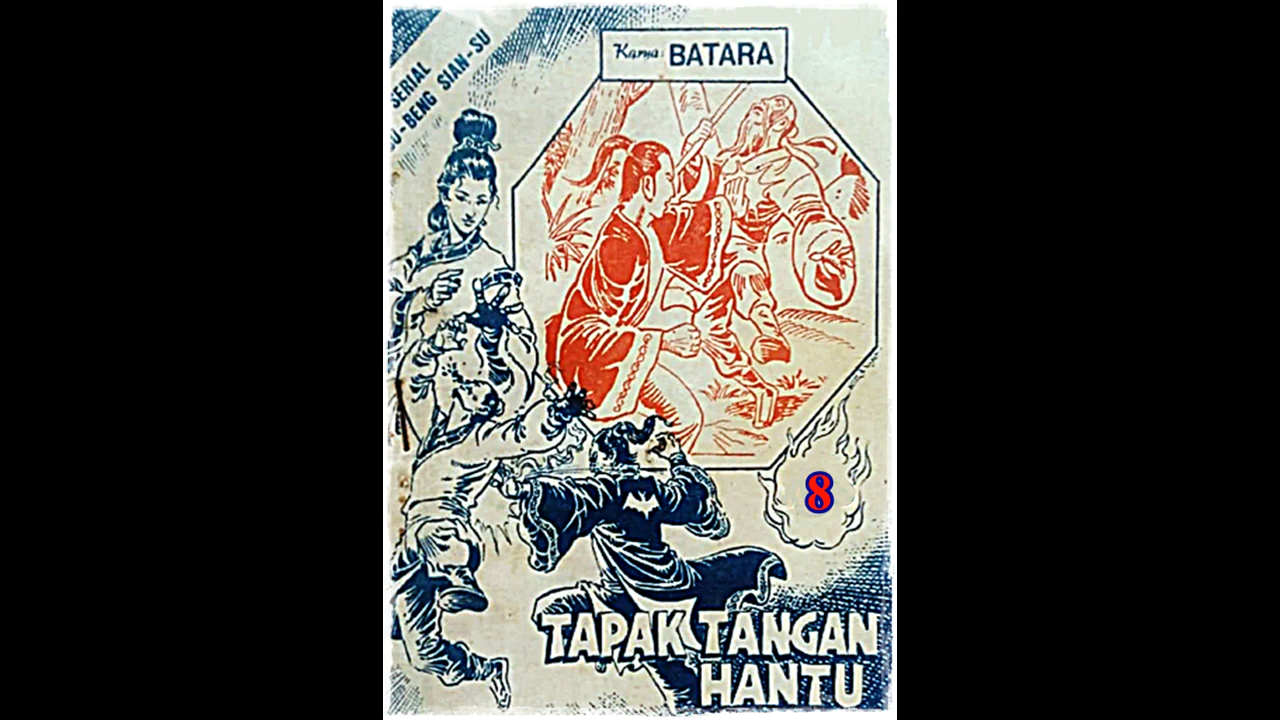 SERIAL
-BENG SIAN-SU
Karya: BATARA
8
TAPAK TANGAN
HANTU